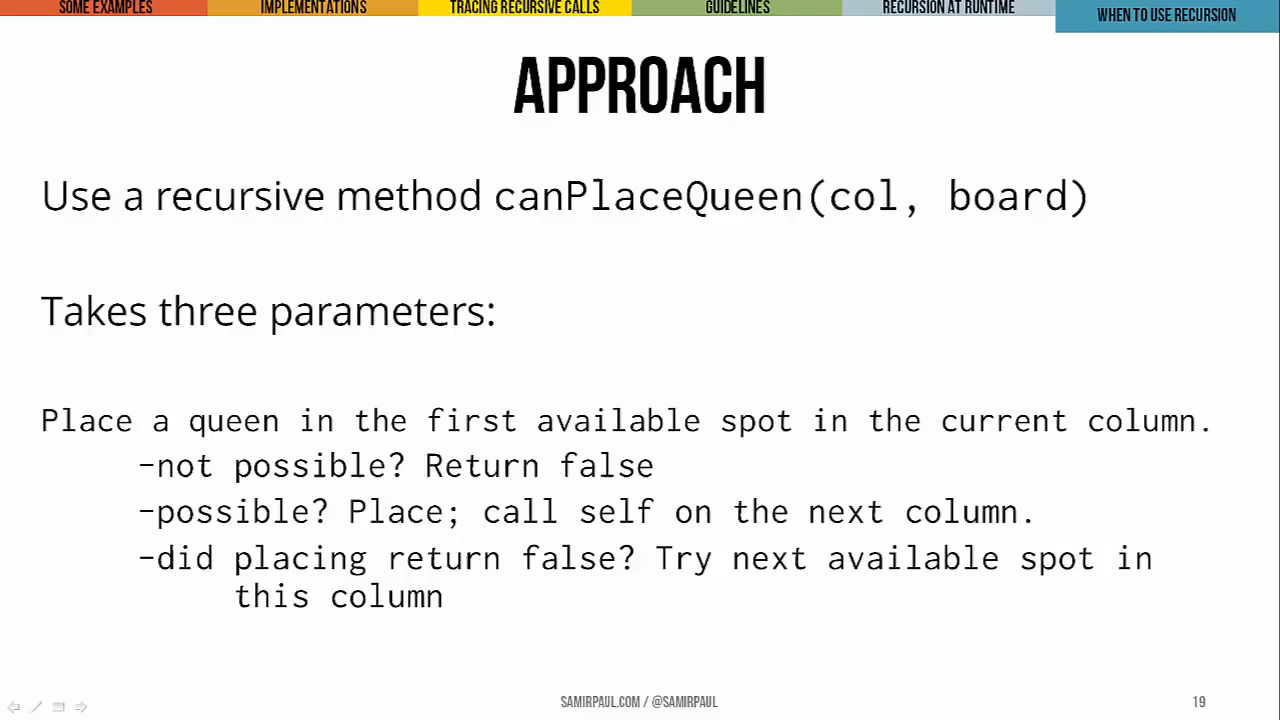 SOME EXAMPLES
IMPLEMENTATIONS
TRACING RECURSIVE CALLS
GUIDELINES
RECURSION AT RUNTIME
WHEN TO USE RECURSION
APPROACH
Use a recursive method canPlaceQueen(col, board)
Takes three parameters:
Place a queen in the first available spot in the current column.
-not possible? Return false
-possible? Place; call self on the next column.
-did placing return false? Try next available spot in
this column
SAMIRPAUL.COM / @SAMIRPAUL
19